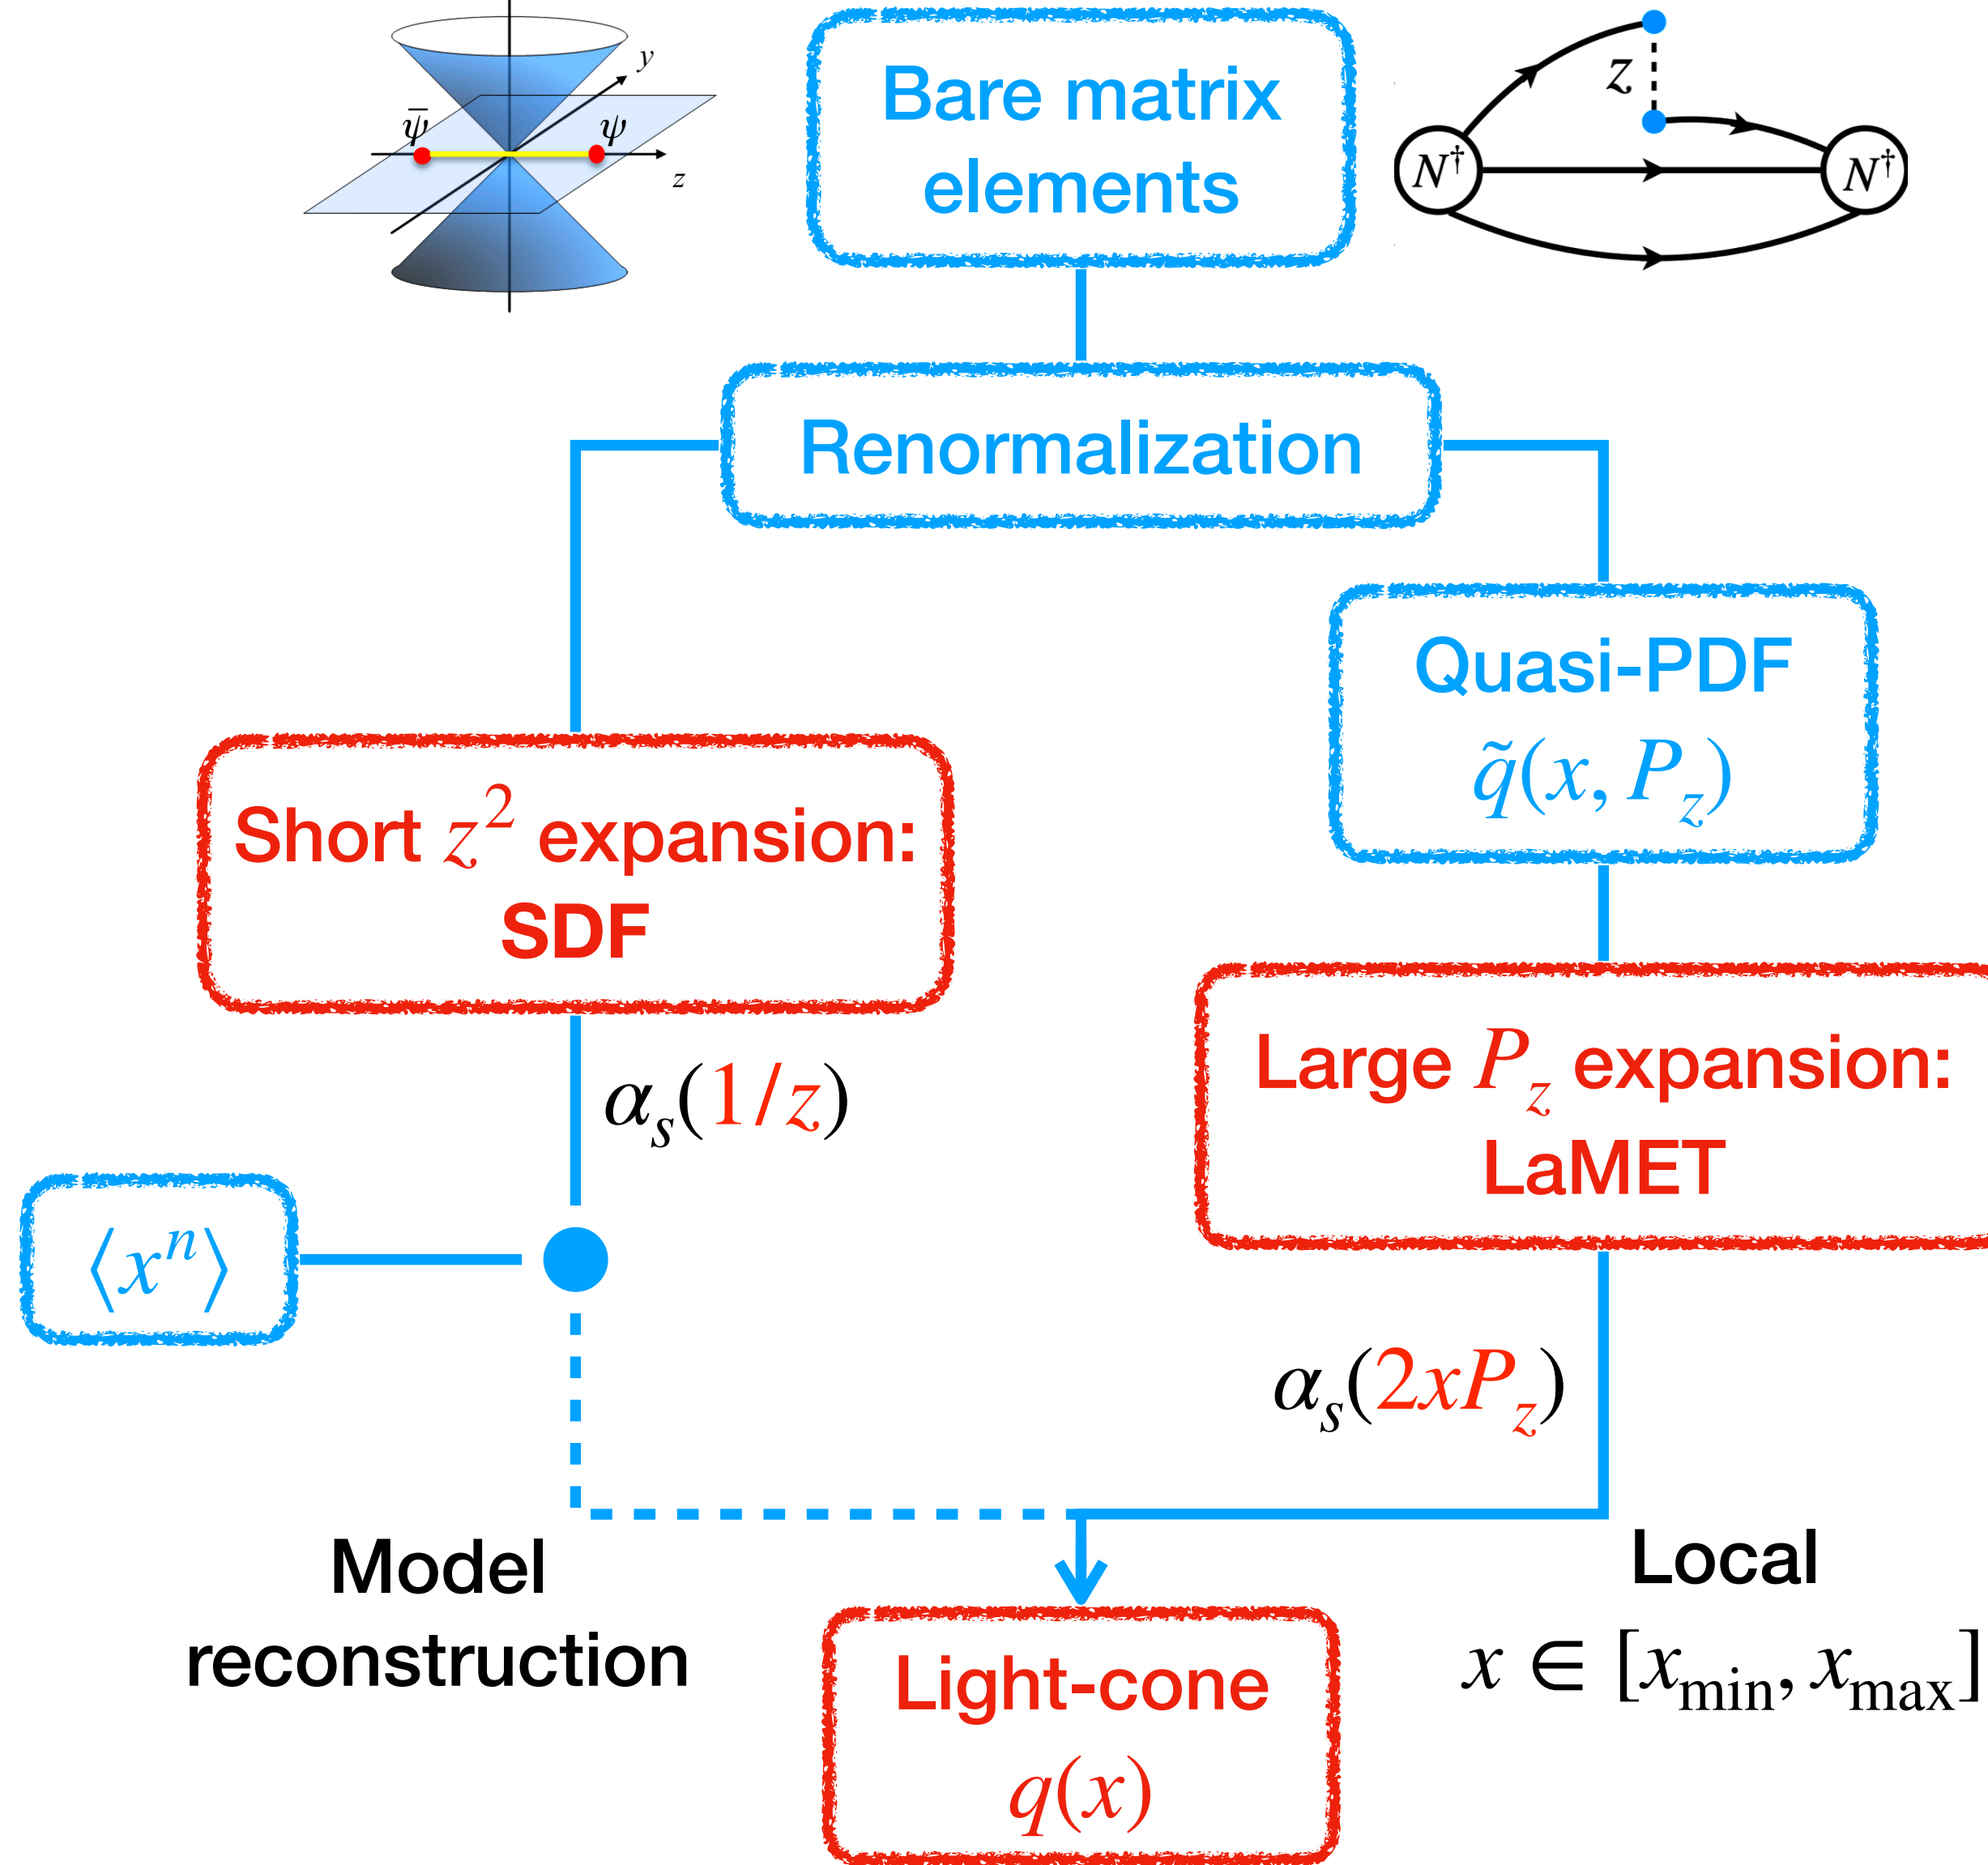 y
ψ̄
ψ
z
Bare matrix
elements
z
N†
N†
Renormalization
Quasi-PDF
q̃(x, P_z)
Short z² expansion:
SDF
Large P_z expansion:
LaMET
α_s(1/z)
⟨xⁿ⟩
α_s(2xP_z)
Model
reconstruction
Local
x ∈ [x_min, x_max]
Light-cone
q(x)